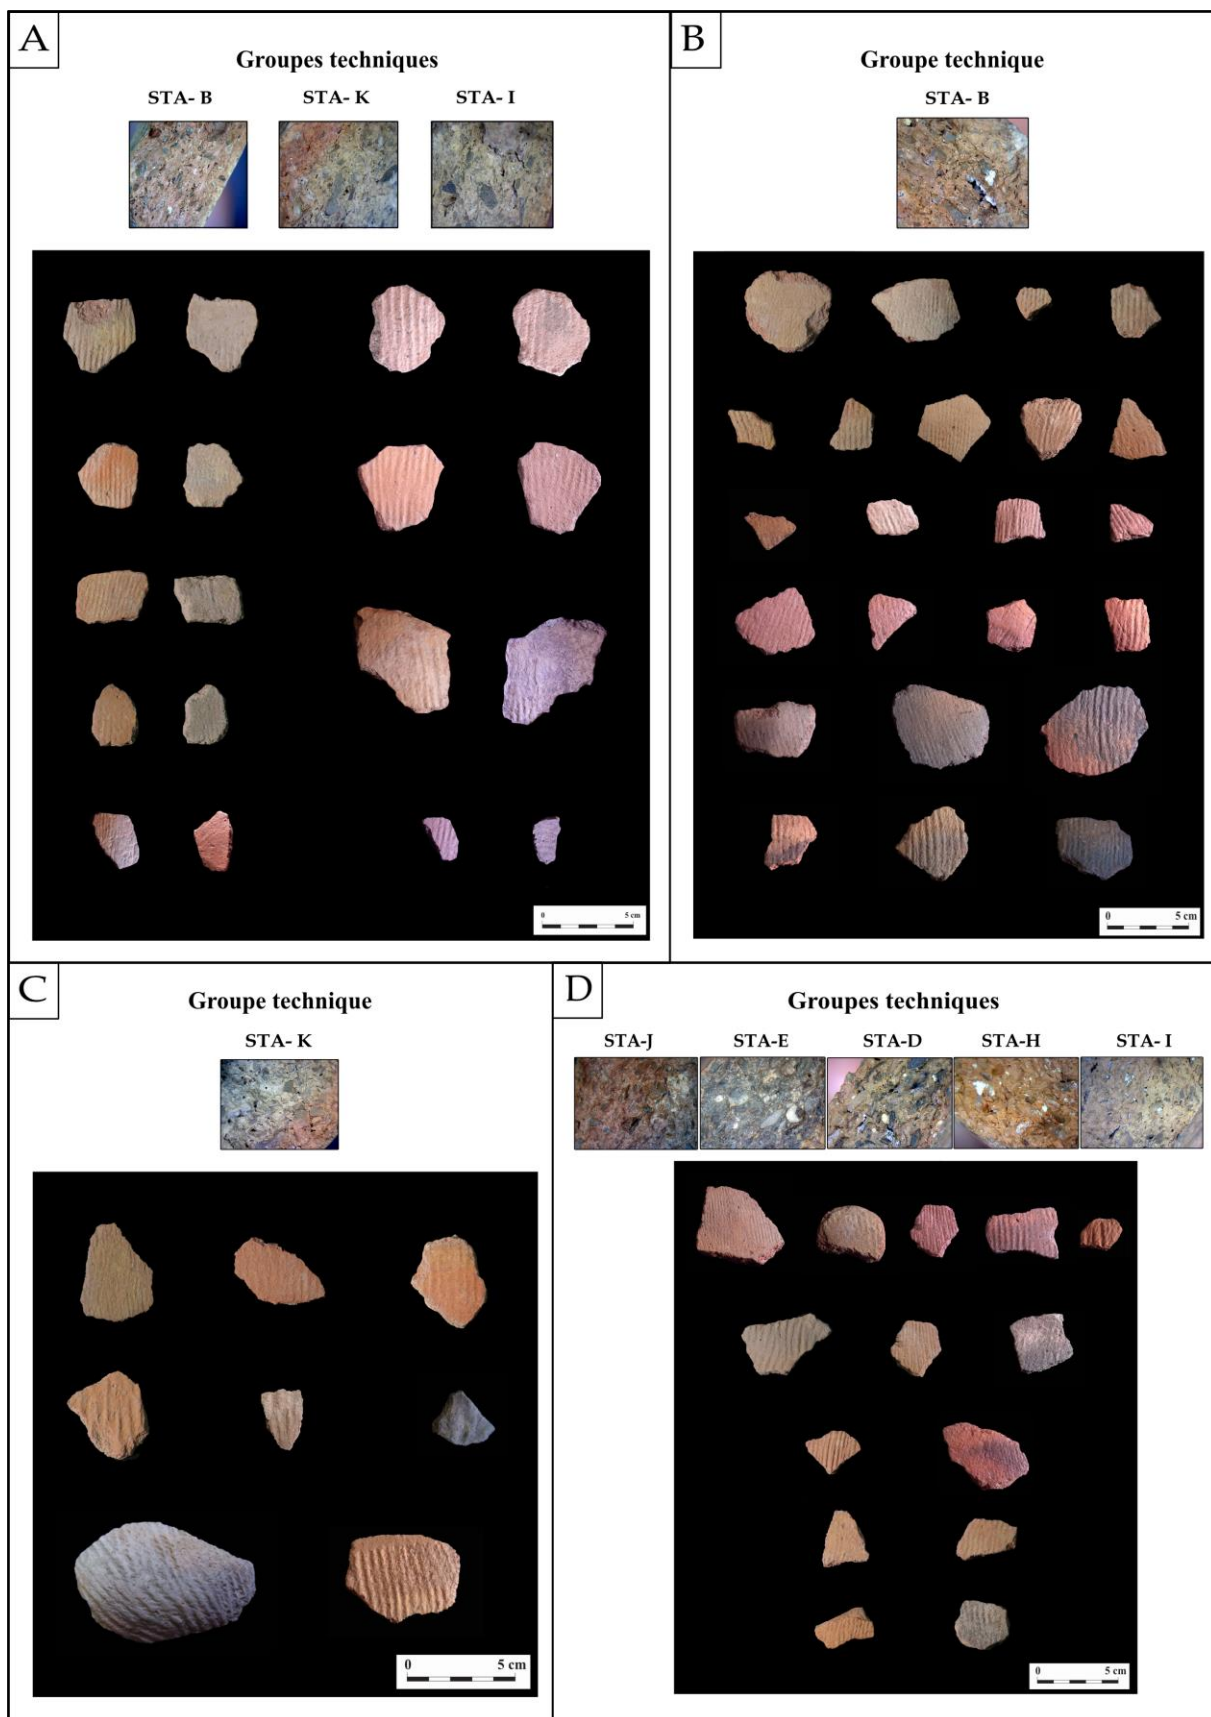 A
Groupes techniques
STA- B
STA- K
STA- I
0
5 cm
B
Groupe technique
STA- B
0
5 cm
C
Groupe technique
STA- K
0
5 cm
D
Groupes techniques
STA-J
STA-E
STA-D
STA-H
STA- I
0
5 cm